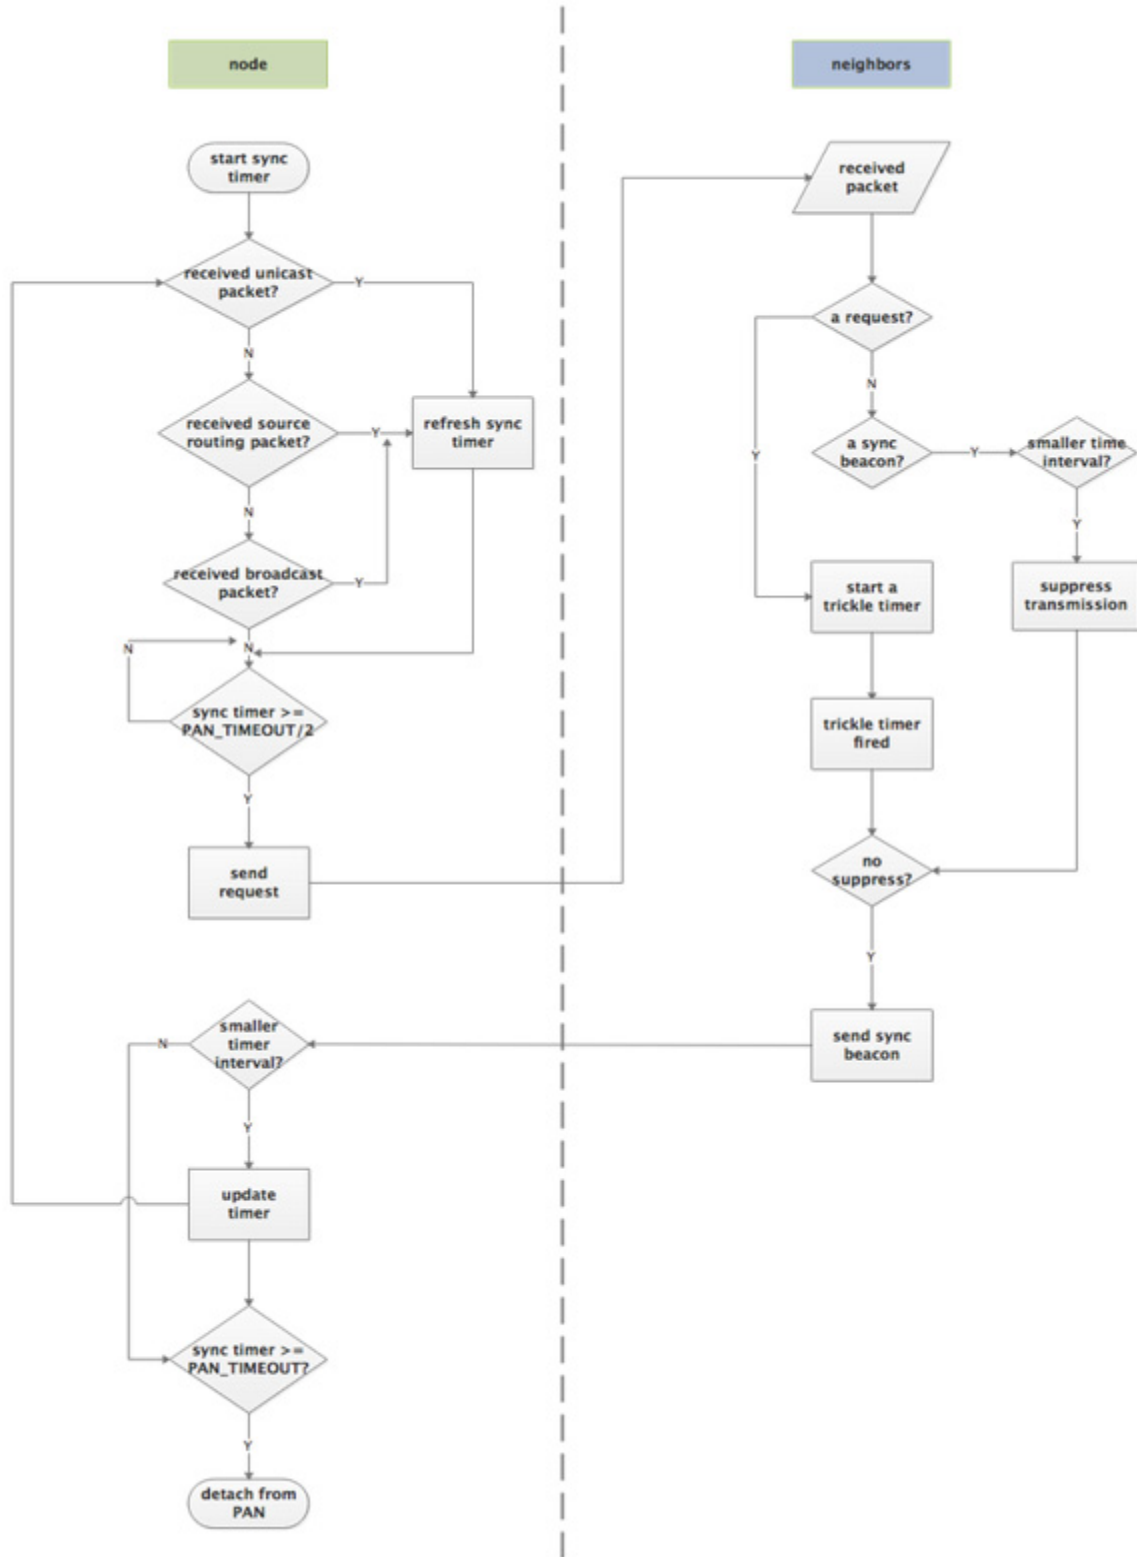 node
neighbors
start sync
timer
received unicast
packet?
Y
N
received source
routing packet?
Y
refresh sync
timer
N
received broadcast
packet?
Y
N
N
sync timer >=
PAN_TIMEOUT/2
Y
send
request
smaller
timer
interval?
N
Y
update
timer
sync timer >=
PAN_TIMEOUT?
Y
detach from
PAN
received
packet
a request?
N
Y
a sync
beacon?
Y
smaller time
interval?
Y
start a
trickle timer
suppress
transmission
trickle timer
fired
no
suppress?
Y
send sync
beacon